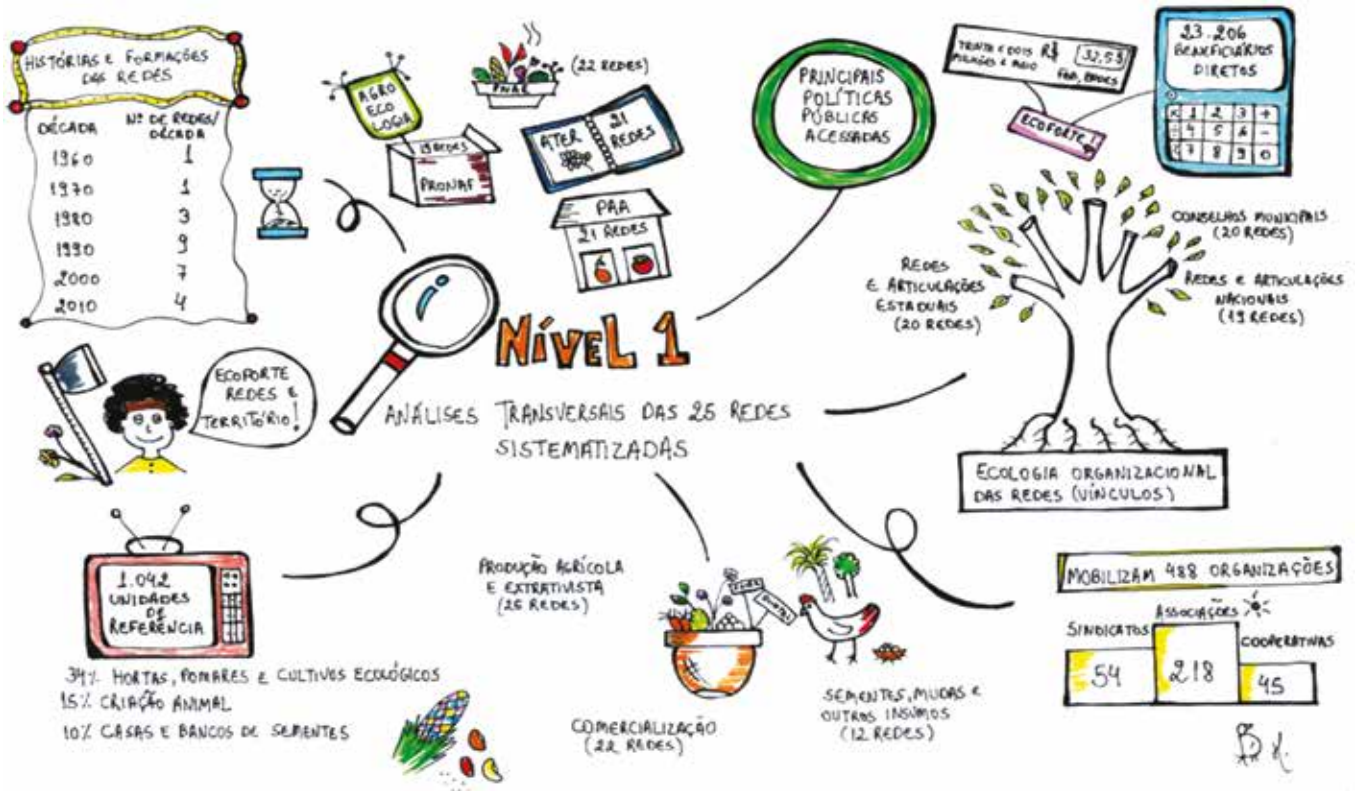 HISTÓRIAS E FORMAÇÕES
DAS REDES
DÉCADA Nº DE REDES/
DÉCADA
1960 1
1970 1
1980 3
1990 9
2000 7
2010 4
AGRO
ECO
LOGIA
PNAE
(22 REDES)
19 REDES
PRONAF
ATER
21
REDES
PAA
21 REDES
PRINCIPAIS
POLÍTICAS
PÚBLICAS
ACESSADAS
TRINTA E DOIS
MILHÕES E MEIO
R$
FBB, BNDES
ECOFORTE
23.206
BENEFICIÁRIOS
DIRETOS
1 2 3 +
4 5 6 -
7 8 9 0
CONSELHOS MUNICIPAIS
(20 REDES)
REDES
E ARTICULAÇÕES
ESTADUAIS
(20 REDES)
REDES E ARTICULAÇÕES
NACIONAIS
(19 REDES)
ECOLOGIA ORGANIZACIONAL
DAS REDES (VÍNCULOS)
NÍVEL 1
ANÁLISES TRANSVERSAIS DAS 25 REDES
SISTEMATIZADAS
ECOFORTE
REDES E
TERRITÓRIO!
1.042
UNIDADES
DE
REFERÊNCIA
34% HORTAS, POMARES E CULTIVOS ECOLÓGICOS
15% CRIAÇÃO ANIMAL
10% CASAS E BANCOS DE SEMENTES
PRODUÇÃO AGRÍCOLA
E EXTRATIVISTA
(25 REDES)
COMERCIALIZAÇÃO
(22 REDES)
SEMENTES, MUDAS E
OUTROS INSUMOS
(12 REDES)
MOBILIZAM 488 ORGANIZAÇÕES
SINDICATOS
54
ASSOCIAÇÕES
218
COOPERATIVAS
45